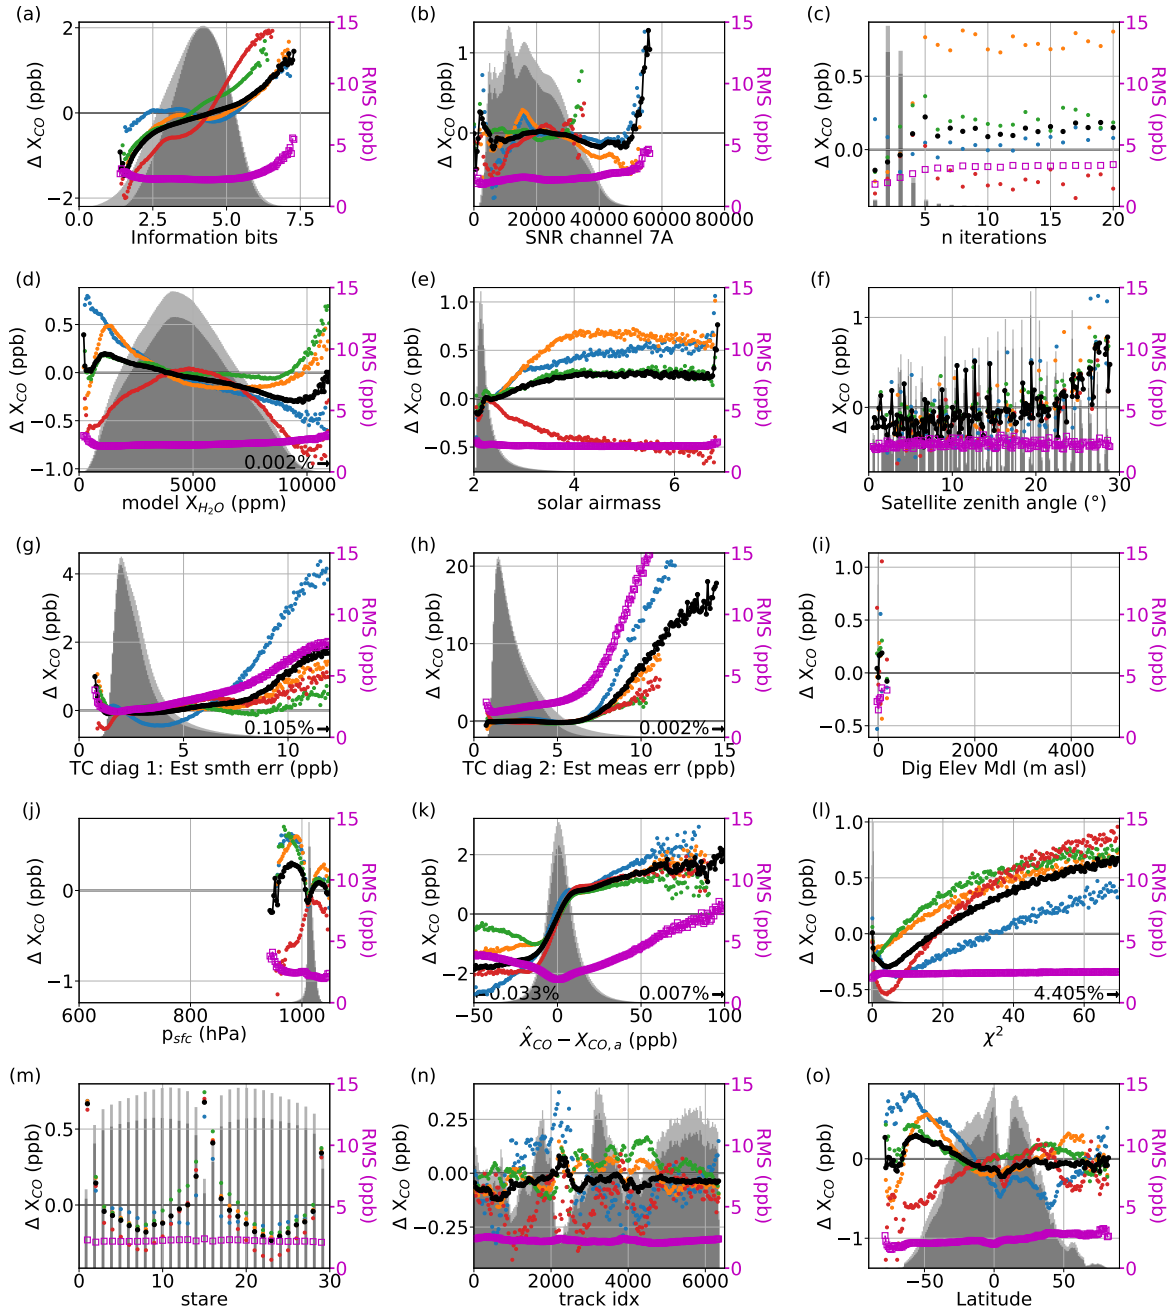 (a)
2
0
−2
Δ X_CO (ppb)
0.0 2.5 5.0 7.5
Information bits
15
10
5
0
RMS (ppb)
(b)
1
0
Δ X_CO (ppb)
0 20000 40000 60000 80000
SNR channel 7A
15
10
5
0
RMS (ppb)
(c)
0.5
0.0
Δ X_CO (ppb)
0 5 10 15 20
n iterations
15
10
5
0
RMS (ppb)
(d)
0.5
0.0
−0.5
−1.0
Δ X_CO (ppb)
0.002%→
0 5000 10000
model X_H₂O (ppm)
15
10
5
0
RMS (ppb)
(e)
1.0
0.5
0.0
−0.5
Δ X_CO (ppb)
2 4 6
solar airmass
15
10
5
0
RMS (ppb)
(f)
1
0
Δ X_CO (ppb)
0 10 20 30
Satellite zenith angle (°)
15
10
5
0
RMS (ppb)
(g)
4
2
0
Δ X_CO (ppb)
0.105%→
0 5 10
TC diag 1: Est smth err (ppb)
15
10
5
0
RMS (ppb)
(h)
20
10
0
Δ X_CO (ppb)
0.002%→
0 5 10 15
TC diag 2: Est meas err (ppb)
15
10
5
0
RMS (ppb)
(i)
1.0
0.5
0.0
−0.5
Δ X_CO (ppb)
0 2000 4000
Dig Elev Mdl (m asl)
15
10
5
0
RMS (ppb)
(j)
0
−1
Δ X_CO (ppb)
600 800 1000
p_sfc (hPa)
15
10
5
0
RMS (ppb)
(k)
2
0
−2
Δ X_CO (ppb)
←0.033%
0.007%→
−50 0 50 100
X̂_CO − X_CO,a (ppb)
15
10
5
0
RMS (ppb)
(l)
1.0
0.5
0.0
−0.5
Δ X_CO (ppb)
4.405%→
0 20 40 60
χ²
15
10
5
0
RMS (ppb)
(m)
0.5
0.0
Δ X_CO (ppb)
0 10 20 30
stare
15
10
5
0
RMS (ppb)
(n)
0.25
0.00
−0.25
Δ X_CO (ppb)
0 2000 4000 6000
track idx
15
10
5
0
RMS (ppb)
(o)
0
−1
Δ X_CO (ppb)
−50 0 50
Latitude
15
10
5
0
RMS (ppb)